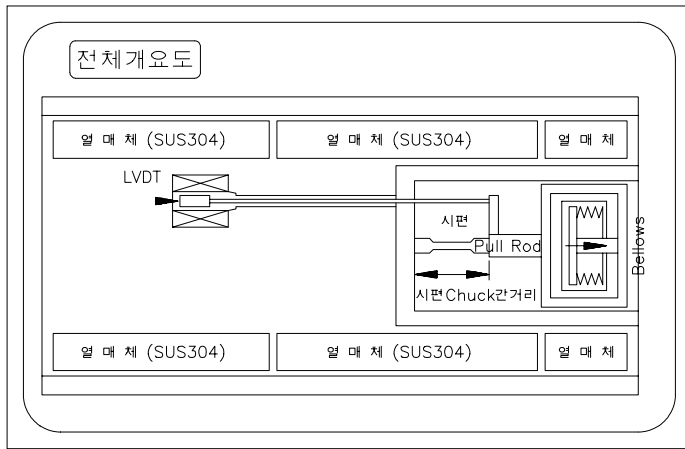 전체개요도
열 매 체 (SUS304)
열 매 체 (SUS304)
열 매 체
LVDT
시편
Pull Rod
Bellows
시편Chuck간거리
열 매 체 (SUS304)
열 매 체 (SUS304)
열 매 체